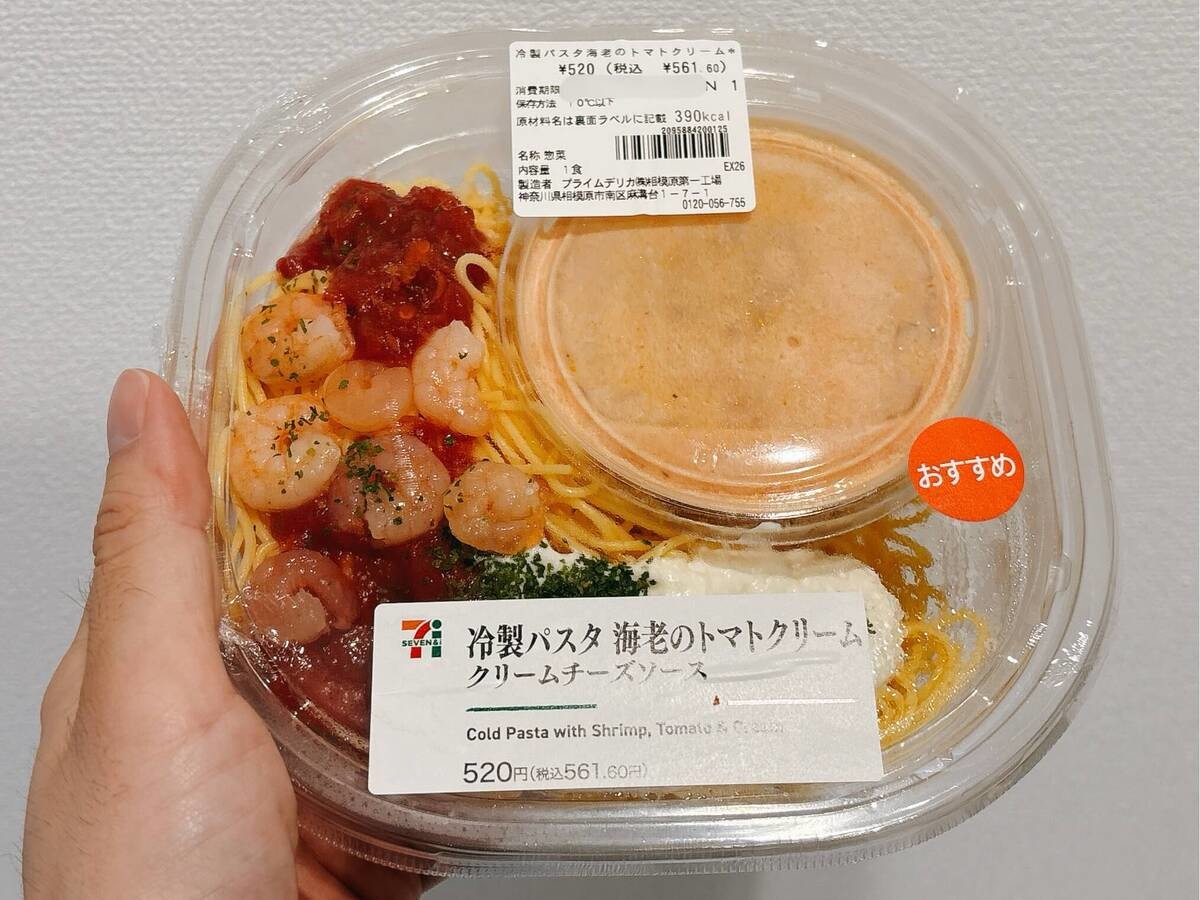 冷製パスタ海老のトマトクリーム*
¥520 (税込 ¥561.60)
消費期限 N 1
保存方法 10℃以下
原材料名は裏面ラベルに記載 390kcal
2095884200125
名称 惣菜
内容量 1食 EX26
製造者 プライムデリカ㈱相模原第一工場
神奈川県相模原市南区麻溝台1-7-1
0120-056-755
おすすめ
SEVEN&i
冷製パスタ 海老のトマトクリーム
クリームチーズソース
Cold Pasta with Shrimp, Tomato & Cream
520円(税込561.60円)